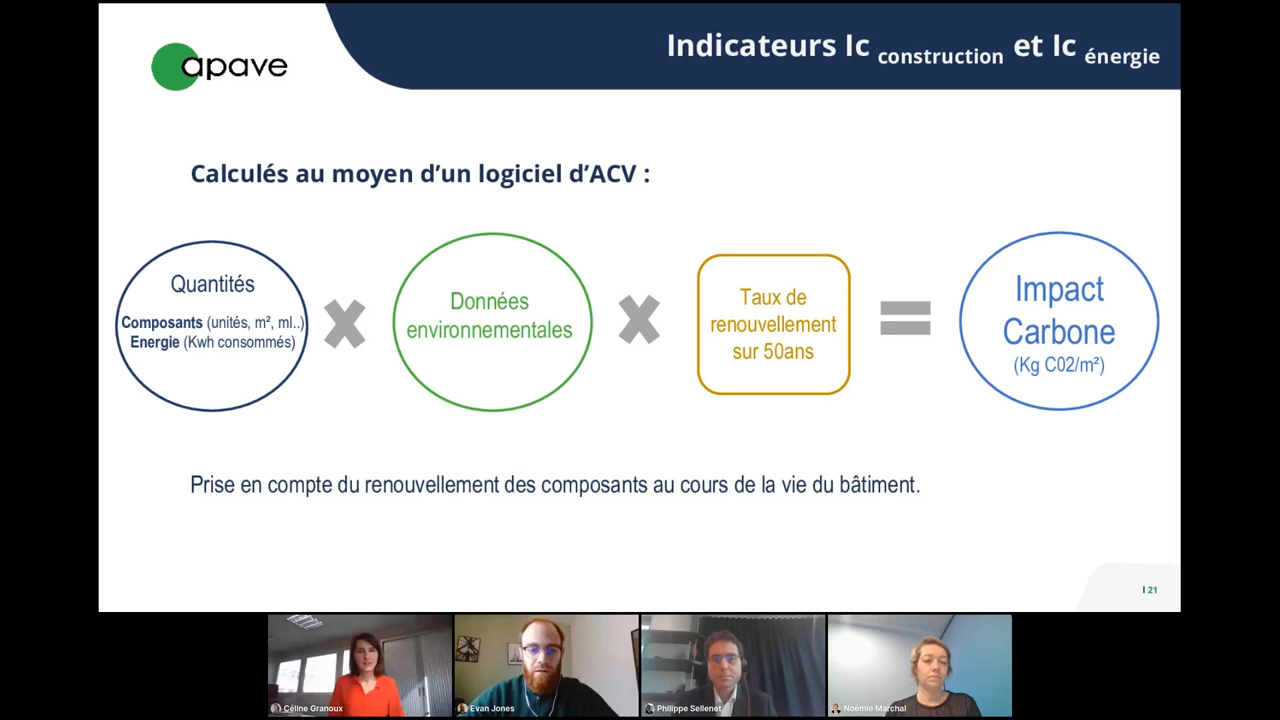 apave
Indicateurs Ic construction et Ic énergie
Calculés au moyen d’un logiciel d’ACV :
Quantités
Composants (unités, m², ml..)
Energie (Kwh consommés)
Données
environnementales
Taux de
renouvellement
sur 50ans
Impact
Carbone
(Kg C02/m²)
Prise en compte du renouvellement des composants au cours de la vie du bâtiment.
I 21
Céline Granoux
Evan Jones
Philippe Sellenet
Noémie Marchal